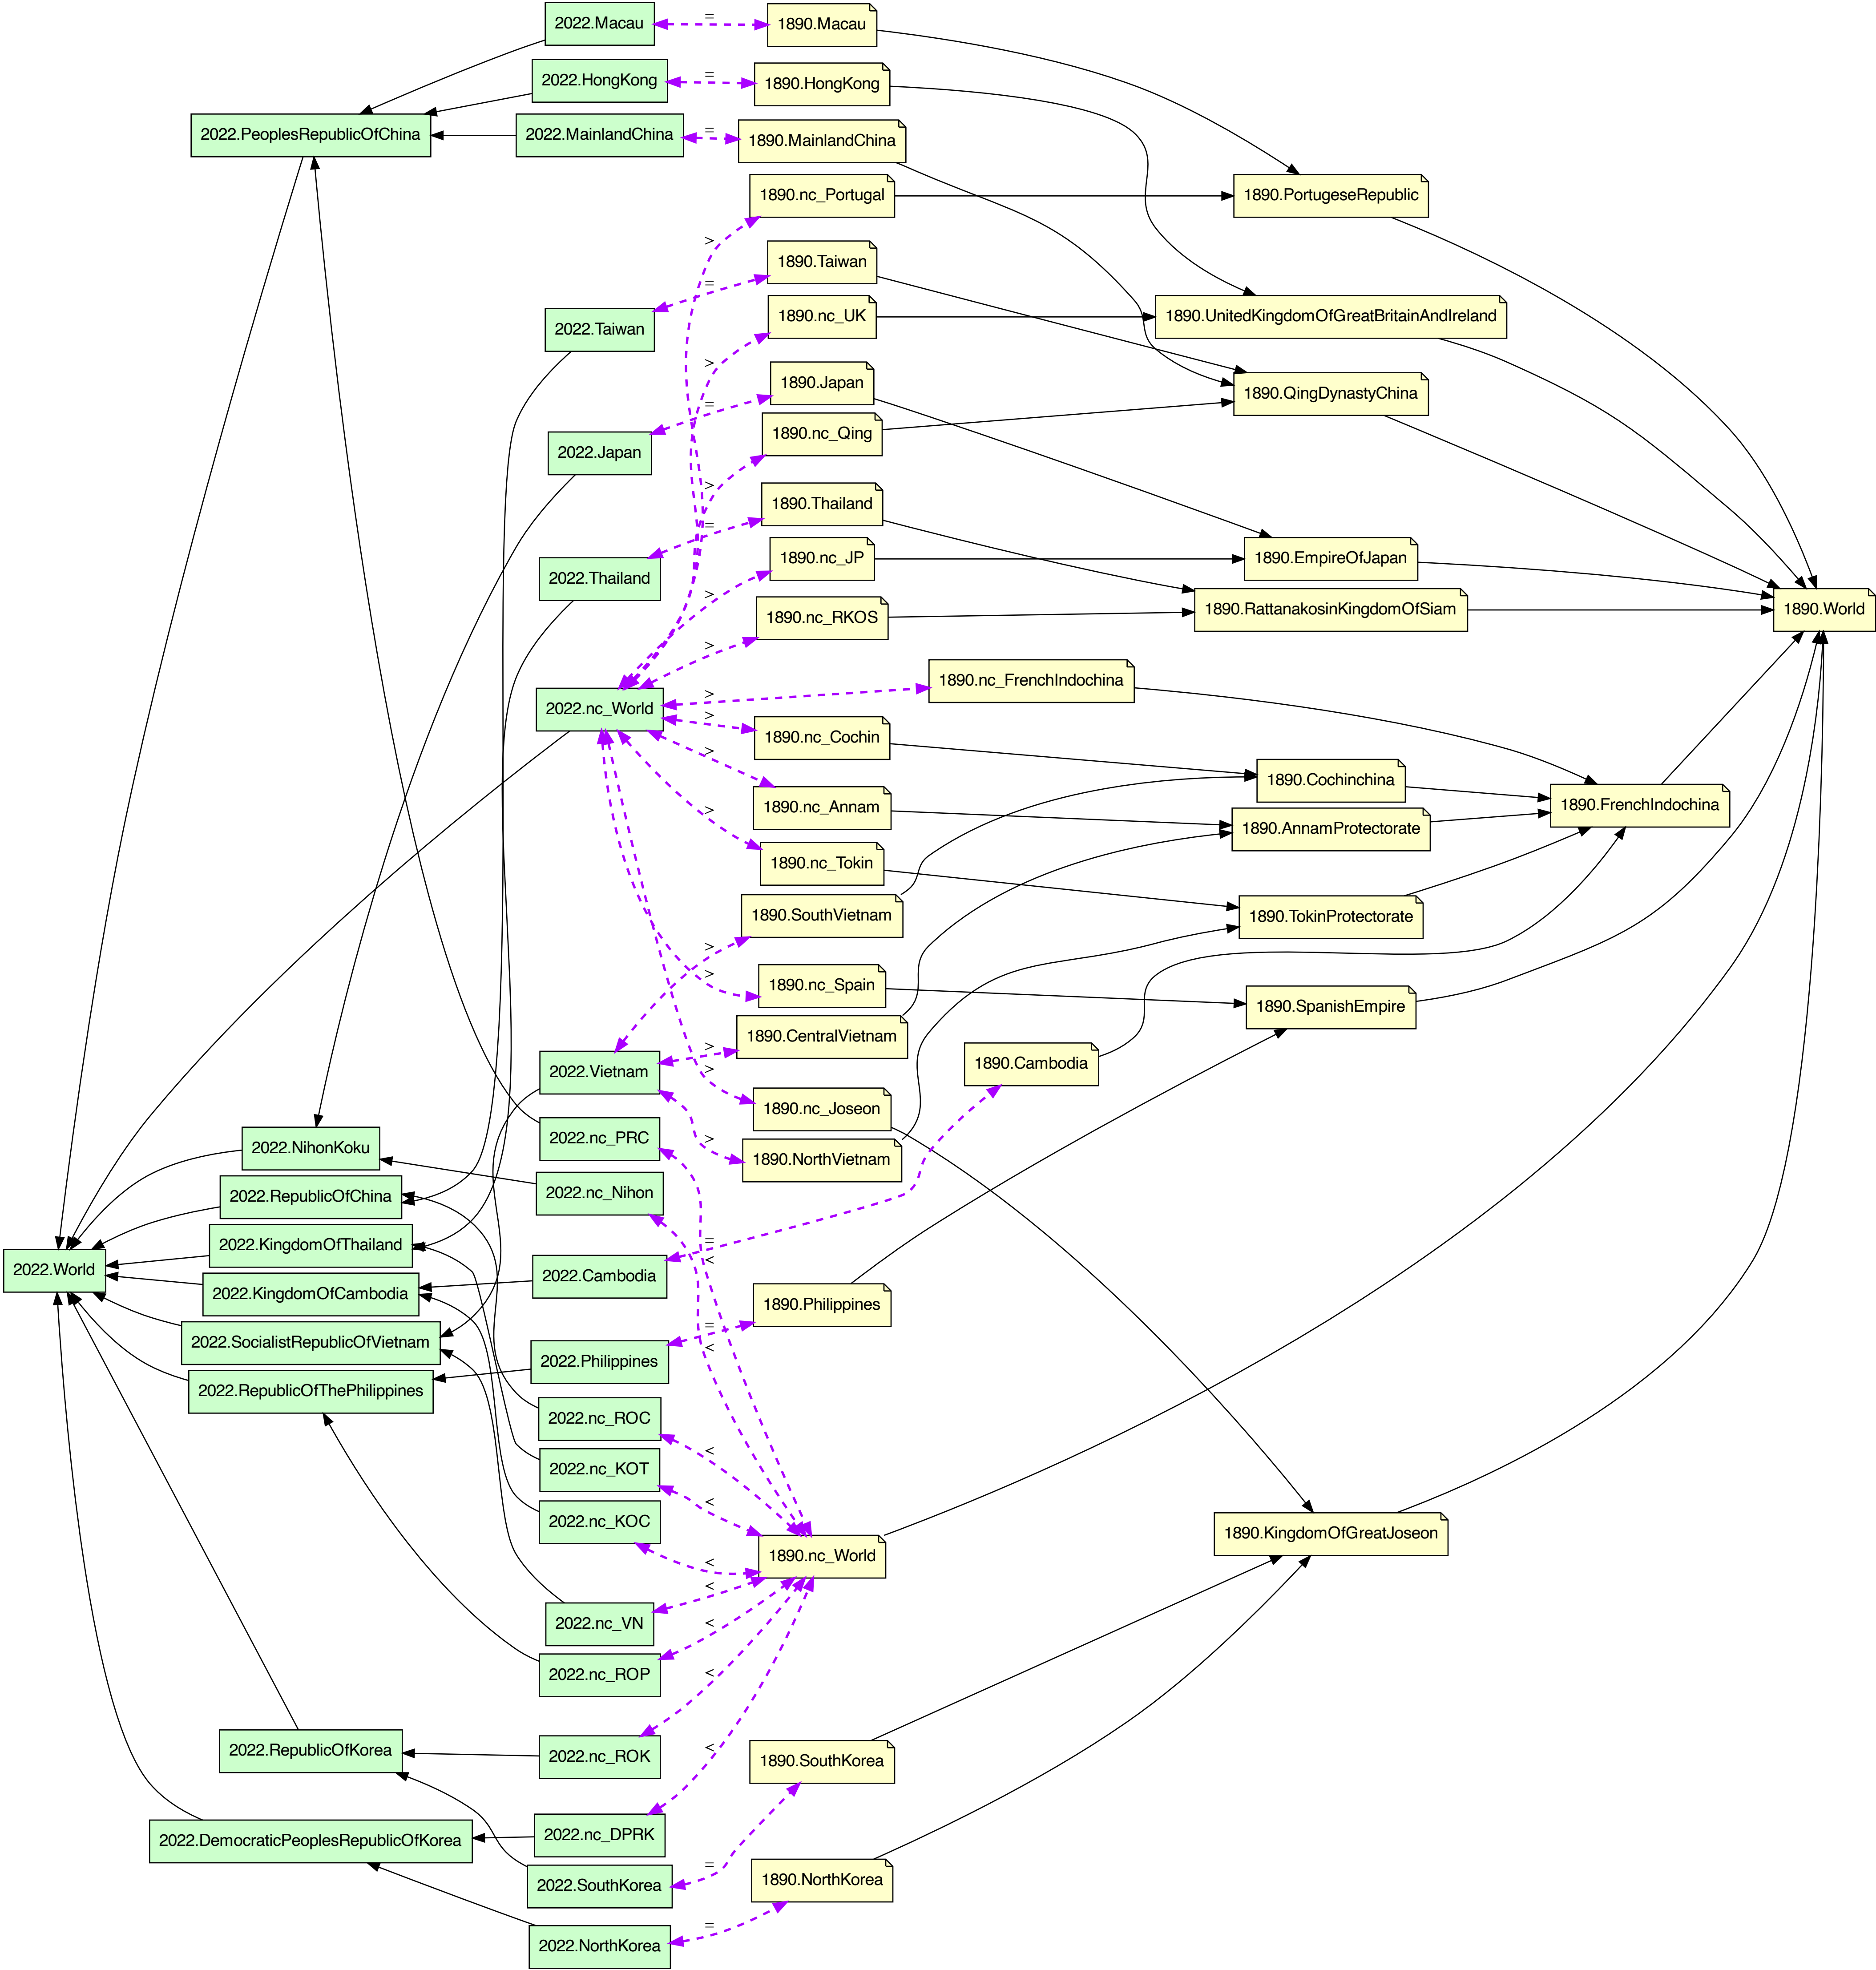 2022.Macau
=
1890.Macau
2022.HongKong
=
1890.HongKong
2022.PeoplesRepublicOfChina
2022.MainlandChina
=
1890.MainlandChina
1890.nc_Portugal
1890.PortugeseRepublic
>
1890.Taiwan
=
2022.Taiwan
1890.nc_UK
1890.UnitedKingdomOfGreatBritainAndIreland
>
1890.Japan
=
1890.QingDynastyChina
2022.Japan
1890.nc_Qing
>
1890.Thailand
=
2022.Thailand
1890.nc_JP
1890.EmpireOfJapan
>
1890.nc_RKOS
1890.RattanakosinKingdomOfSiam
1890.World
>
1890.nc_FrenchIndochina
>
2022.nc_World
>
1890.nc_Cochin
>
1890.Cochinchina
1890.nc_Annam
1890.FrenchIndochina
>
1890.AnnamProtectorate
1890.nc_Tokin
1890.SouthVietnam
1890.TokinProtectorate
>
>
1890.nc_Spain
1890.SpanishEmpire
1890.CentralVietnam
>
>
2022.Vietnam
1890.Cambodia
1890.nc_Joseon
2022.nc_PRC
>
1890.NorthVietnam
2022.NihonKoku
2022.nc_Nihon
2022.RepublicOfChina
2022.KingdomOfThailand
=
<
2022.World
2022.Cambodia
2022.KingdomOfCambodia
1890.Philippines
=
2022.SocialistRepublicOfVietnam
<
2022.Philippines
2022.RepublicOfThePhilippines
2022.nc_ROC
<
2022.nc_KOT
<
2022.nc_KOC
1890.KingdomOfGreatJoseon
<
1890.nc_World
<
2022.nc_VN
<
2022.nc_ROP
<
2022.RepublicOfKorea
2022.nc_ROK
<
1890.SouthKorea
2022.DemocraticPeoplesRepublicOfKorea
2022.nc_DPRK
=
2022.SouthKorea
1890.NorthKorea
=
2022.NorthKorea